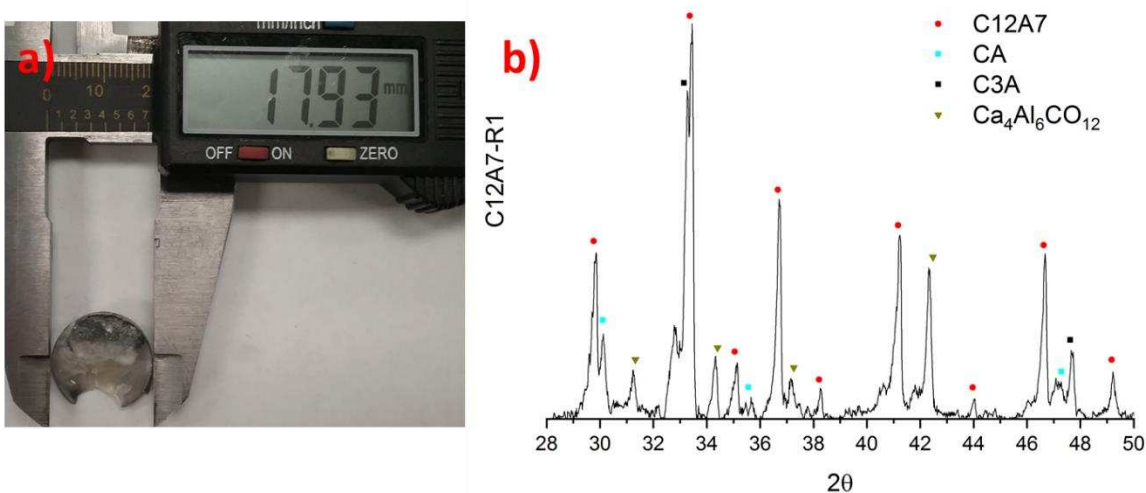 a)
mm/inch
0 10 2
1 2 3 4 5 6 7
17.93 mm
OFF ON ZERO
b)
C12A7
CA
C3A
Ca₄Al₆CO₁₂
C12A7-R1
28 30 32 34 36 38 40 42 44 46 48 50
2θ